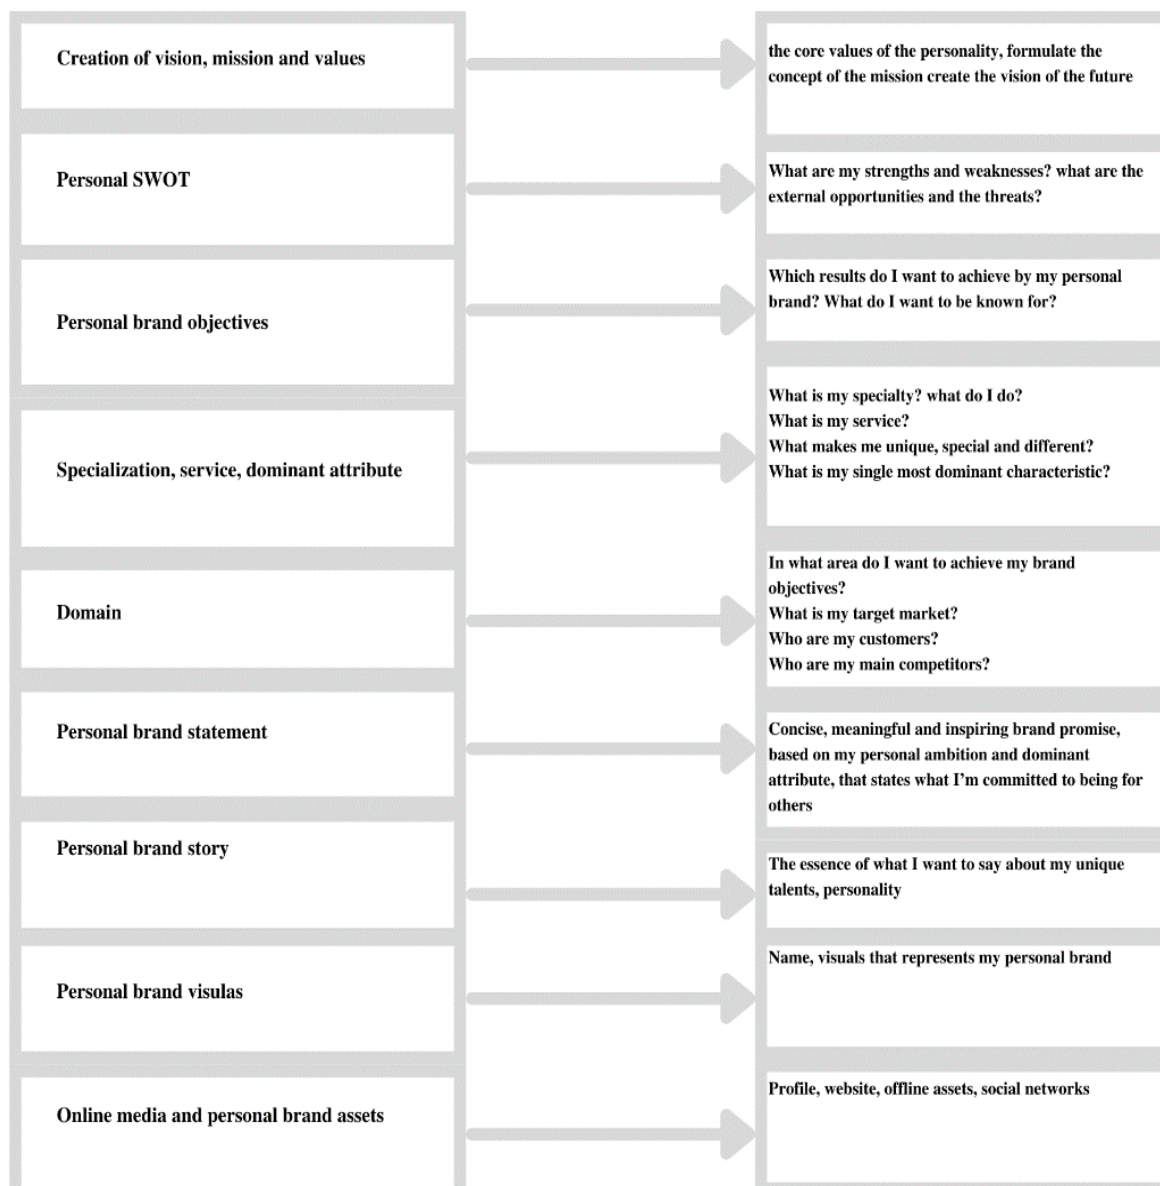 Creation of vision, mission and values
the core values of the personality, formulate the
concept of the mission create the vision of the future
Personal SWOT
What are my strengths and weaknesses? what are the
external opportunities and the threats?
Personal brand objectives
Which results do I want to achieve by my personal
brand? What do I want to be known for?
Specialization, service, dominant attribute
What is my specialty? what do I do?
What is my service?
What makes me unique, special and different?
What is my single most dominant characteristic?
Domain
In what area do I want to achieve my brand
objectives?
What is my target market?
Who are my customers?
Who are my main competitors?
Personal brand statement
Concise, meaningful and inspiring brand promise,
based on my personal ambition and dominant
attribute, that states what I’m committed to being for
others
Personal brand story
The essence of what I want to say about my unique
talents, personality
Personal brand visulas
Name, visuals that represents my personal brand
Online media and personal brand assets
Profile, website, offline assets, social networks